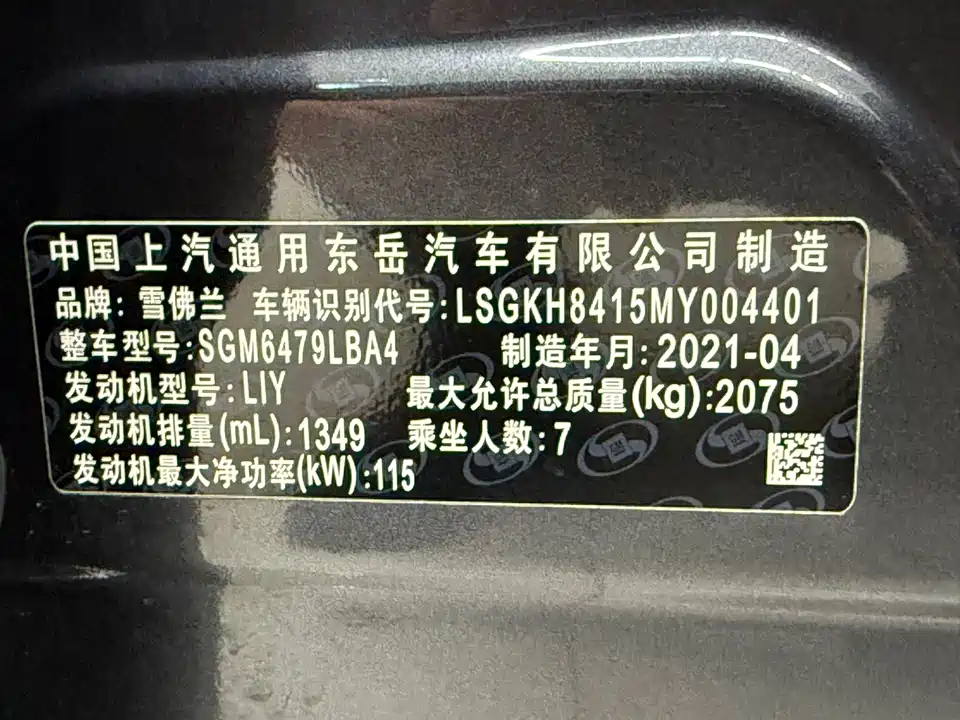 中国上汽通用东岳汽车有限公司制造
品牌: 雪佛兰 车辆识别代号:LSGKH8415MY004401
整车型号:SGM6479LBA4 制造年月:2021-04
发动机型号:LIY 最大允许总质量(kg):2075
发动机排量(mL):1349 乘坐人数:7
发动机最大净功率(kW):115